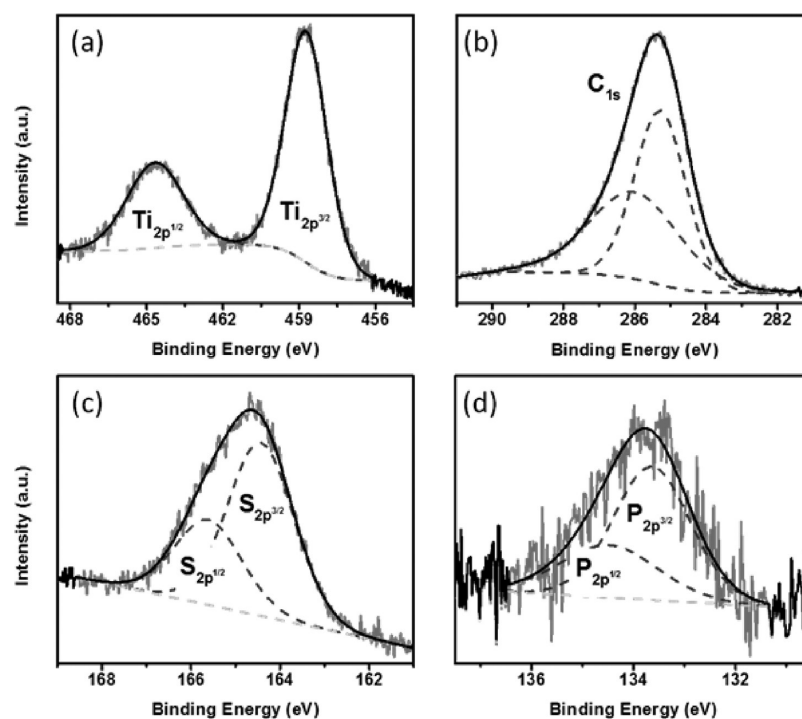 (a)
Intensity (a.u.)
Ti2p1/2
Ti2p3/2
468 465 462 459 456
Binding Energy (eV)
(b)
C1s
290 288 286 284 282
Binding Energy (eV)
(c)
Intensity (a.u.)
S2p3/2
S2p1/2
168 166 164 162
Binding Energy (eV)
(d)
P2p3/2
P2p1/2
136 134 132
Binding Energy (eV)